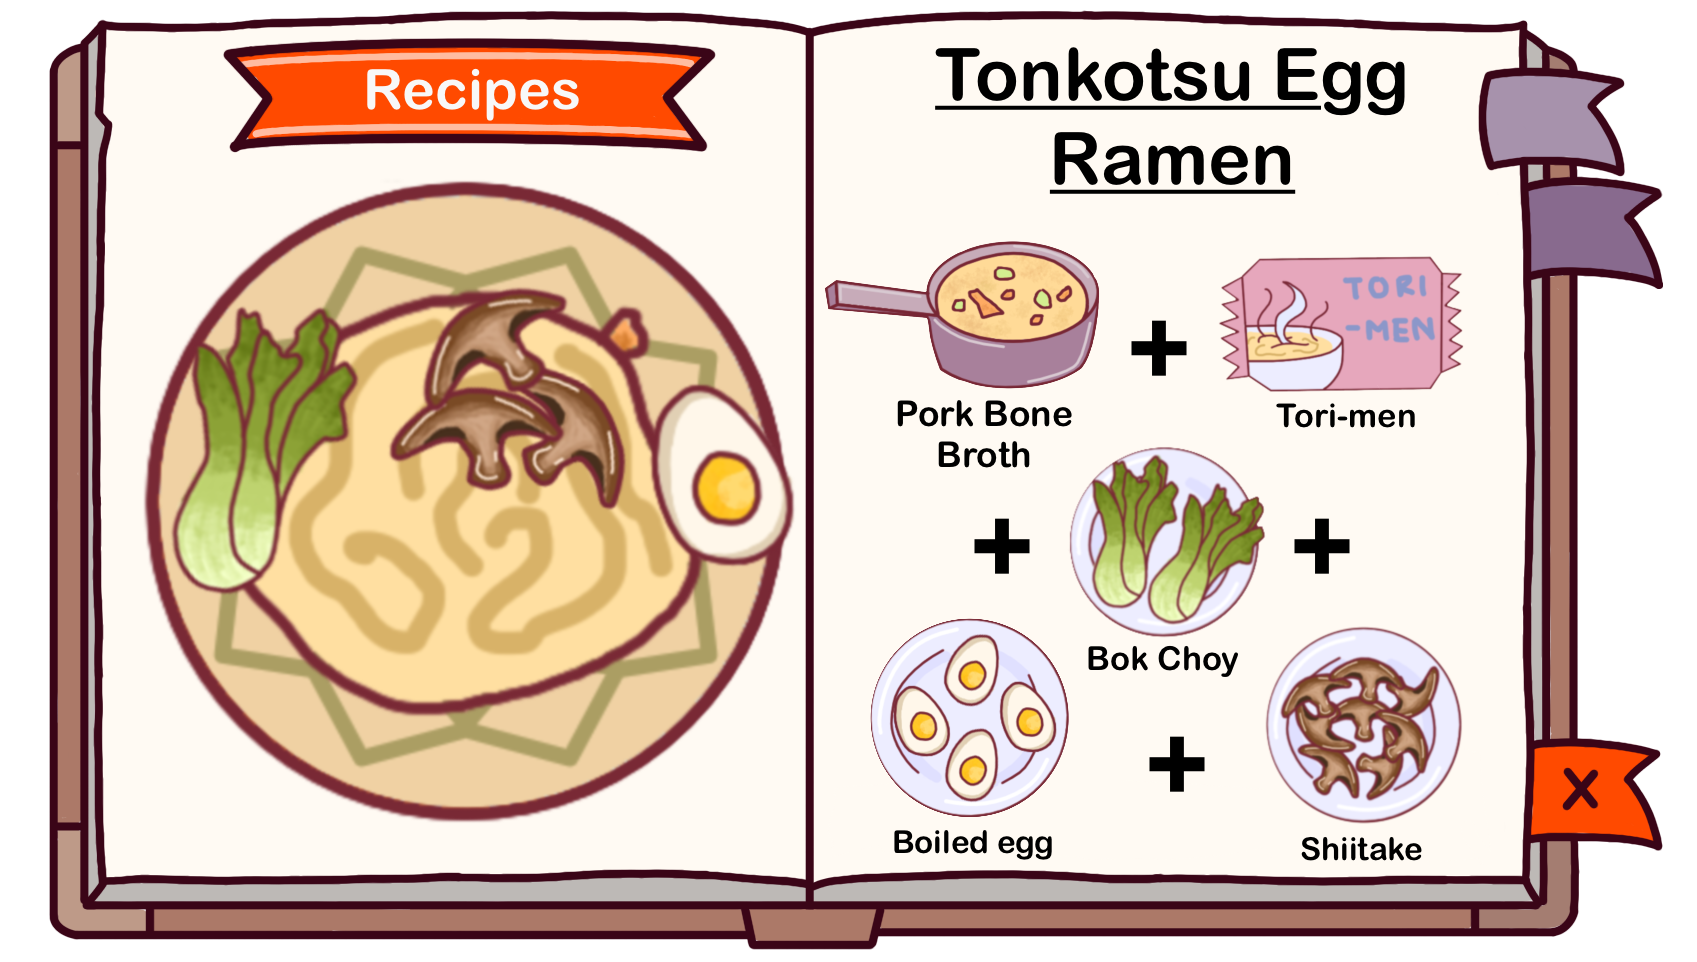 Recipes
Tonkotsu Egg
Ramen
TORI
-MEN
Pork Bone
Broth
Tori-men
Bok Choy
Boiled egg
Shiitake
X